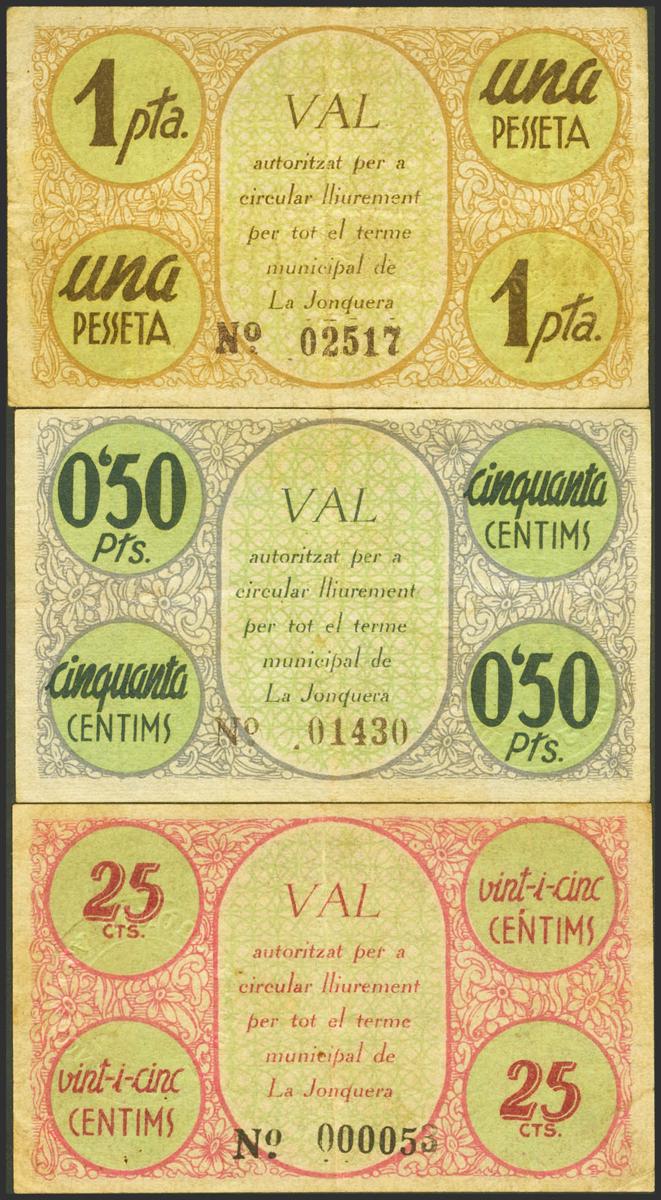 1 pta.
una
PESSETA
VAL
autoritzat per a
circular lliurement
per tot el terme
municipal de
La Jonquera
Nº 02517
una
PESSETA
1 pta.
0'50
Pts.
cinquanta
CENTIMS
VAL
autoritzat per a
circular lliurement
per tot el terme
municipal de
La Jonquera
Nº 01430
cinquanta
CENTIMS
0'50
Pts.
25
CTS.
vint-i-cinc
CENTIMS
VAL
autoritzat per a
circular lliurement
per tot el terme
municipal de
La Jonquera
Nº
vint-i-cinc
CENTIMS
25
CTS.